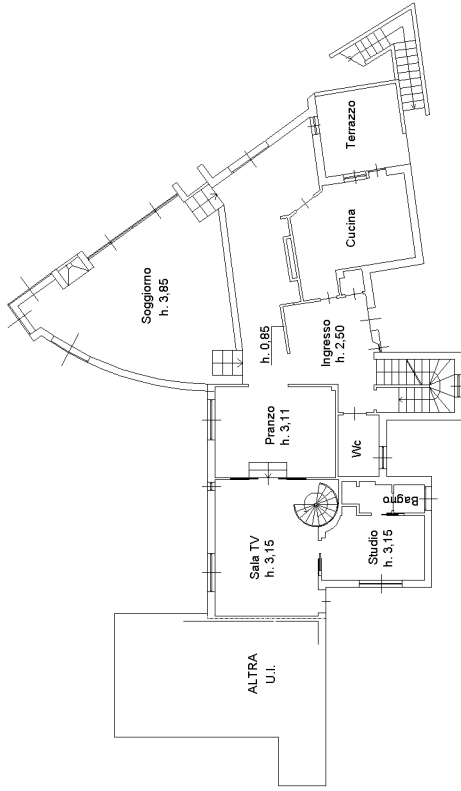 Terrazzo
Cucina
Soggiorno
h. 3,85
h. 0,85
Ingresso
h. 2,50
Pranzo
h. 3,11
Wc
Bagno
Sala TV
h. 3,15
Studio
h. 3,15
ALTRA
U.I.